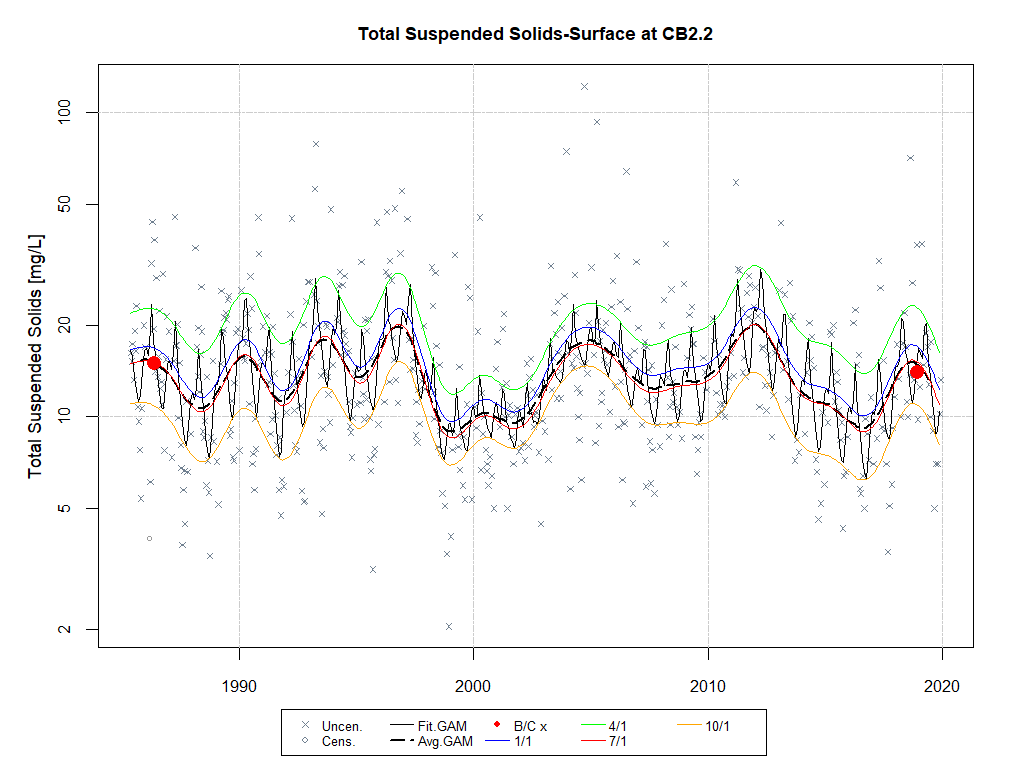 Total Suspended Solids-Surface at CB2.2
Total Suspended Solids [mg/L]
100
50
20
10
5
2
1990 2000 2010 2020
Uncen. Fit.GAM B/C x 4/1 10/1
Cens. Avg.GAM 1/1 7/1